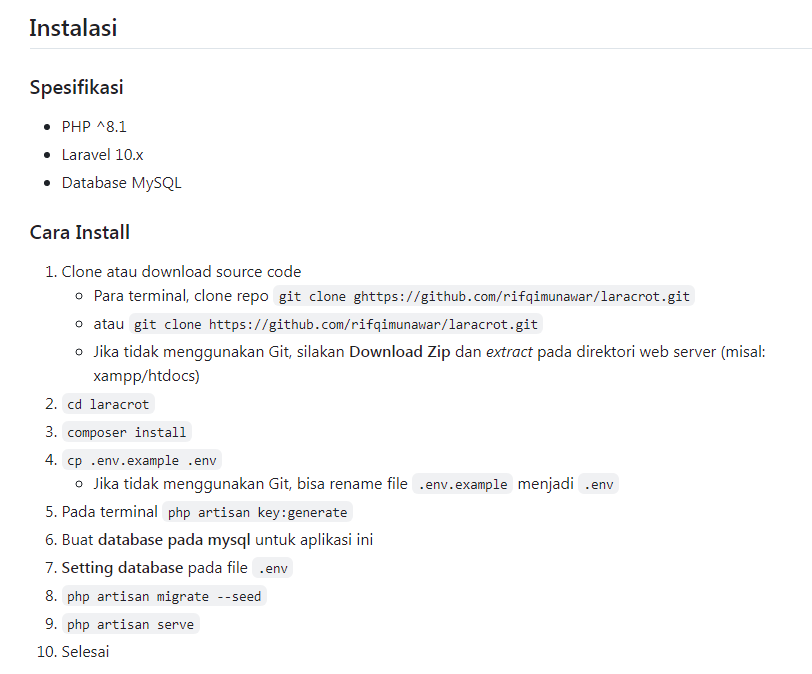 Instalasi
Spesifikasi
PHP ^8.1
Laravel 10.x
Database MySQL
Cara Install
1. Clone atau download source code
Para terminal, clone repo git clone ghttps://github.com/rifqimunawar/laracrot.git
atau git clone https://github.com/rifqimunawar/laracrot.git
Jika tidak menggunakan Git, silakan Download Zip dan extract pada direktori web server (misal:
xampp/htdocs)
2. cd laracrot
3. composer install
4. cp .env.example .env
Jika tidak menggunakan Git, bisa rename file .env.example menjadi .env
5. Pada terminal php artisan key:generate
6. Buat database pada mysql untuk aplikasi ini
7. Setting database pada file .env
8. php artisan migrate --seed
9. php artisan serve
10. Selesai